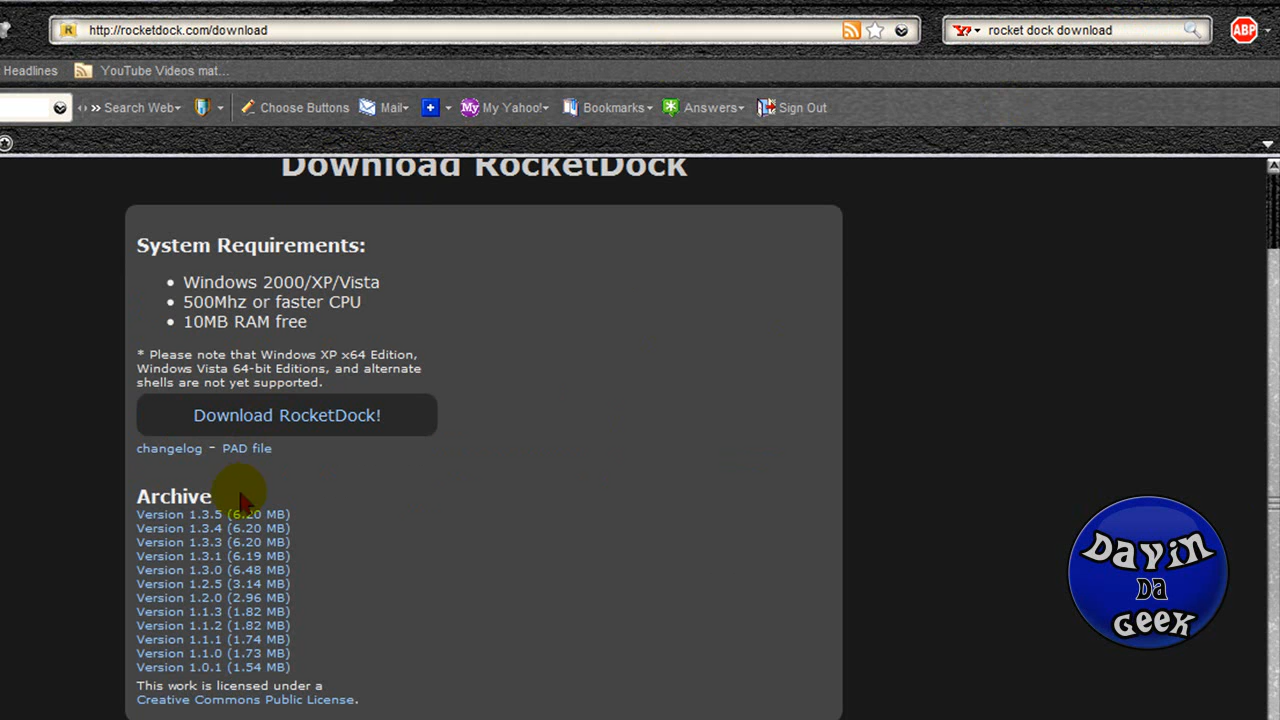 http://rocketdock.com/download
rocket dock download
ABP
Headlines
YouTube Videos mat...
Search Web
Choose Buttons
Mail
My Yahoo!
Bookmarks
Answers
Sign Out
Download RocketDock
System Requirements:
• Windows 2000/XP/Vista
• 500Mhz or faster CPU
• 10MB RAM free
* Please note that Windows XP x64 Edition,
Windows Vista 64-bit Editions, and alternate
shells are not yet supported.
Download RocketDock!
changelog - PAD file
Archive
Version 1.3.5 (6.20 MB)
Version 1.3.4 (6.20 MB)
Version 1.3.3 (6.20 MB)
Version 1.3.1 (6.19 MB)
Version 1.3.0 (6.48 MB)
Version 1.2.5 (3.14 MB)
Version 1.2.0 (2.96 MB)
Version 1.1.3 (1.82 MB)
Version 1.1.2 (1.82 MB)
Version 1.1.1 (1.74 MB)
Version 1.1.0 (1.73 MB)
Version 1.0.1 (1.54 MB)
This work is licensed under a
Creative Commons Public License.
Dayin
Da
Geek